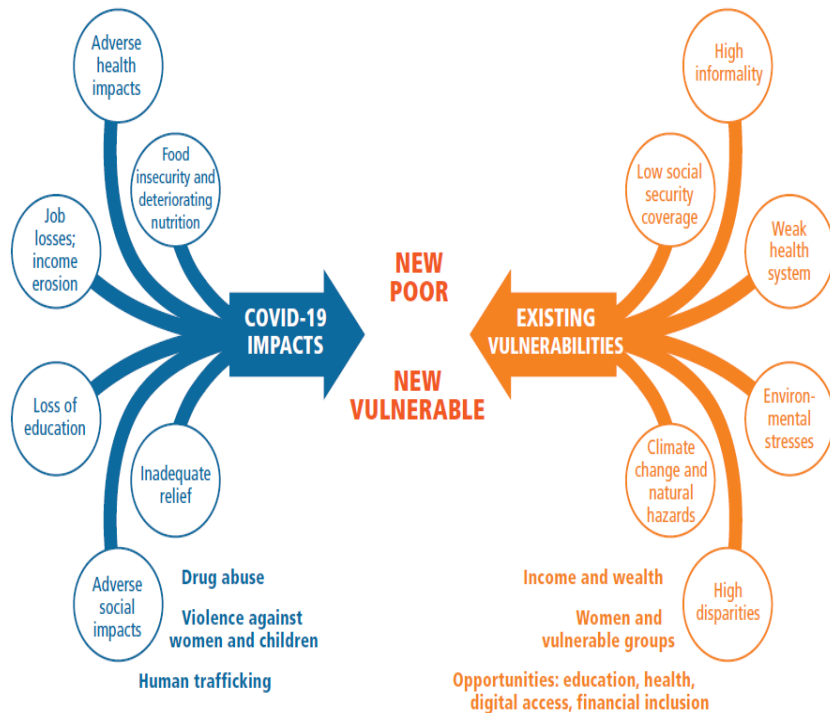 Adverse
health
impacts
Food
insecurity and
deteriorating
nutrition
Job
losses;
income
erosion
COVID-19
IMPACTS
Loss of
education
Inadequate
relief
Adverse
social
impacts
Drug abuse
Violence against
women and children
Human trafficking
NEW
POOR
NEW
VULNERABLE
High
informality
Low social
security
coverage
Weak
health
system
EXISTING
VULNERABILITIES
Environ-
mental
stresses
Climate
change and
natural
hazards
High
disparities
Income and wealth
Women and
vulnerable groups
Opportunities: education, health,
digital access, financial inclusion